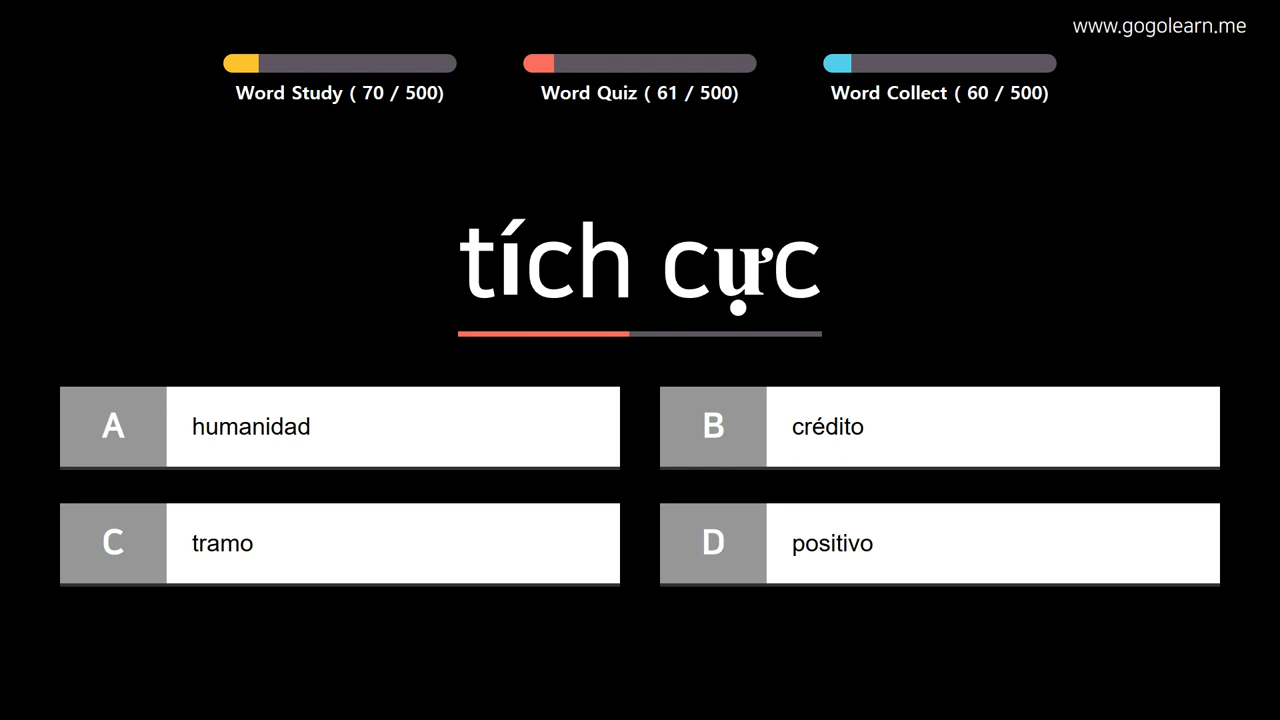 www.gogolearn.me
Word Study ( 70 / 500)
Word Quiz ( 61 / 500)
Word Collect ( 60 / 500)
tích cực
A humanidad
B crédito
C tramo
D positivo